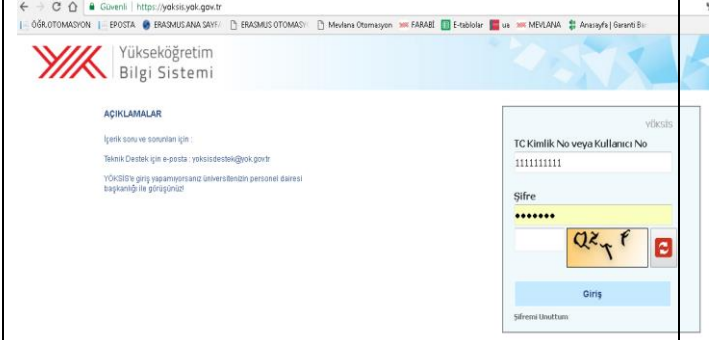 Güvenli | https://yoksis.yok.gov.tr
ÖĞR.OTOMASYON EPOSTA ERASMUS ANA SAYF ERASMUS OTOMASY Mevlana Otomasyon FARABİ E-tablolar ua MEVLANA Anasayfa | Garanti Ba
Yükseköğretim
Bilgi Sistemi
AÇIKLAMALAR
İçerik soru ve sorunları için :
Teknik Destek için e-posta : yoksisdestek@yok.gov.tr
YÖKSİS'e giriş yapamıyorsanız üniversitenizin personel dairesi
başkanlığı ile görüşünüz!
YÖKSİS
TC Kimlik No veya Kullanıcı No
1111111111
Şifre
•••••••
Giriş
Şifremi Unuttum